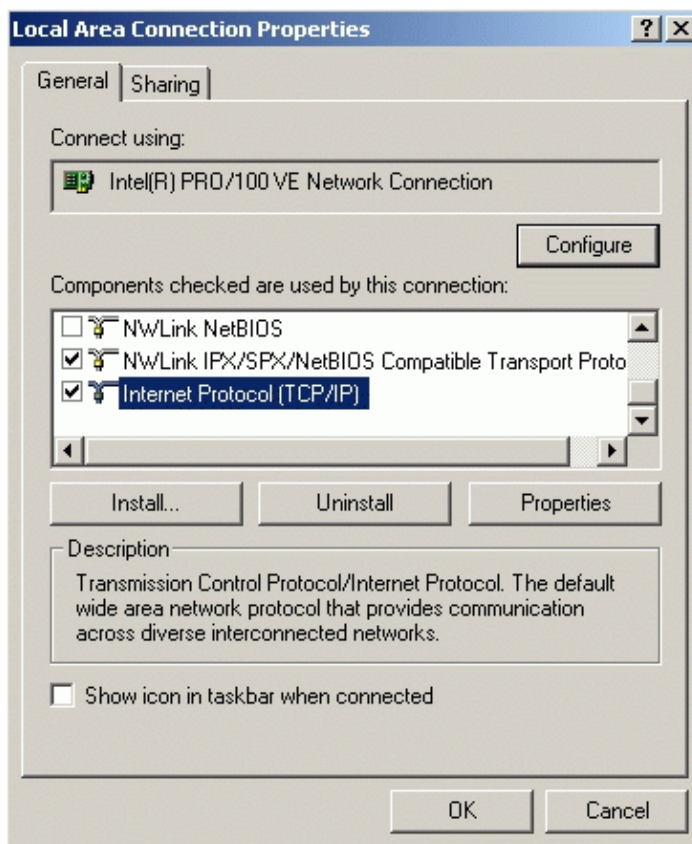 Local Area Connection Properties
General
Sharing
Connect using:
Intel(R) PRO/100 VE Network Connection
Configure
Components checked are used by this connection:
NWLink NetBIOS
NWLink IPX/SPX/NetBIOS Compatible Transport Proto
Internet Protocol (TCP/IP)
Install...
Uninstall
Properties
Description
Transmission Control Protocol/Internet Protocol. The default
wide area network protocol that provides communication
across diverse interconnected networks.
Show icon in taskbar when connected
OK
Cancel